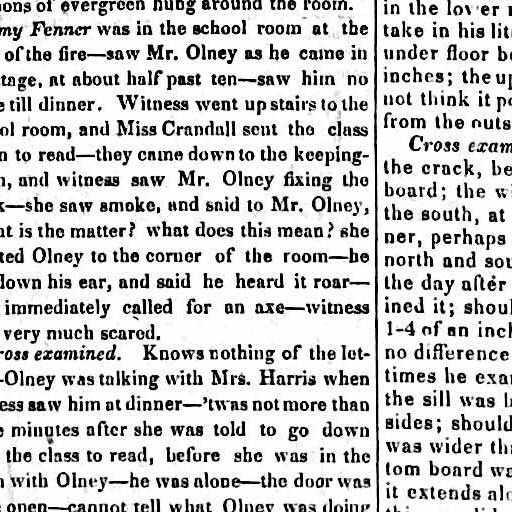 ons of evergreen hung around the room.
my Fenner was in the school room at the
of the fire—saw Mr. Olney as he came in
tage, at about half past ten—saw him no
e till dinner. Witness went up stairs to the
ol room, and Miss Crandall sent the class
n to read—they came down to the keeping-
n, and witness saw Mr. Olney fixing the
k—she saw smoke, and said to Mr. Olney,
at is the matter? what does this mean? she
ted Olney to the corner of the room—he
down his ear, and said he heard it roar—
immediately called for an axe—witness
very much scared.
ross examined. Knows nothing of the let-
—Olney was talking with Mrs. Harris when
ess saw him at dinner—'twas not more than
e minutes after she was told to go down
the class to read, before she was in the
n with Olney—he was alone—the door was
open—cannot tell what Olney was doing
in the lower
take in his lit
under floor b
inches; the up
not think it p
from the outs
Cross exam
the crack, be
board; the wi
the south, at
ner, perhaps
north and sou
the day after
ined it; shoul
1-4 of an incl
no difference
times he exa
the sill was l
sides; should
was wider tha
tom board wa
it extends alo